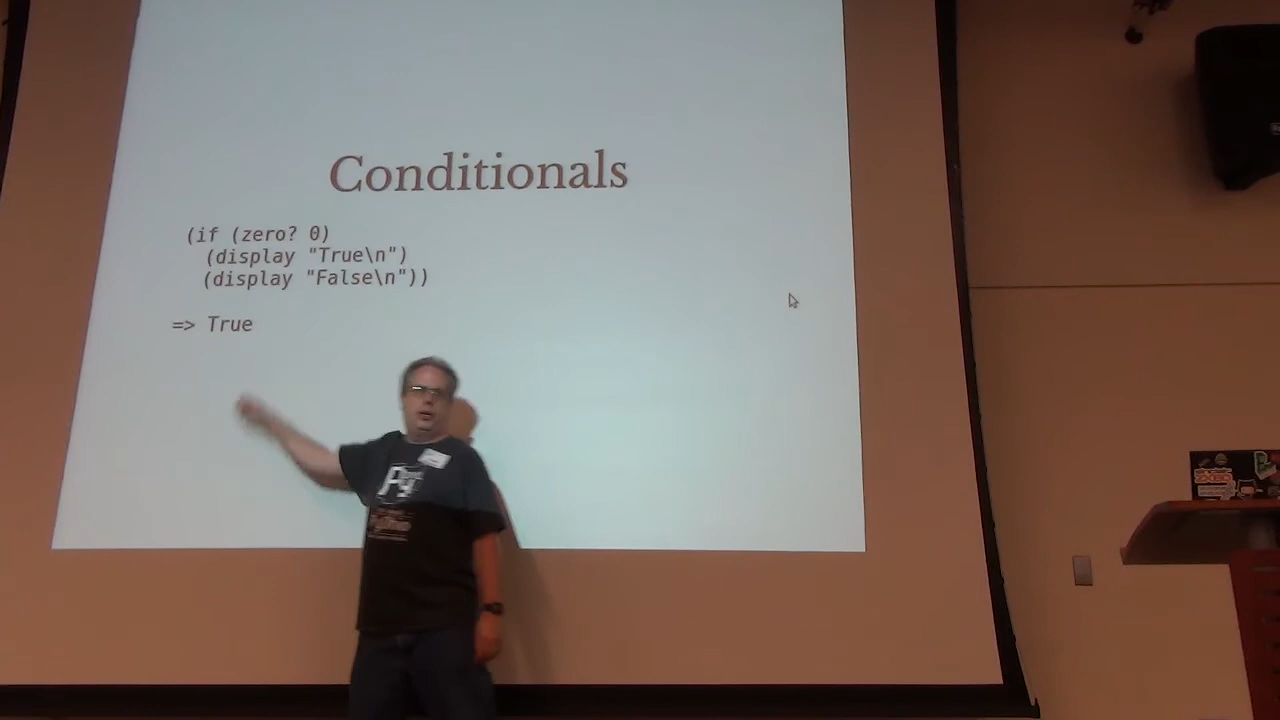 Conditionals
(if (zero? 0)
(display "True\n")
(display "False\n"))
=> True